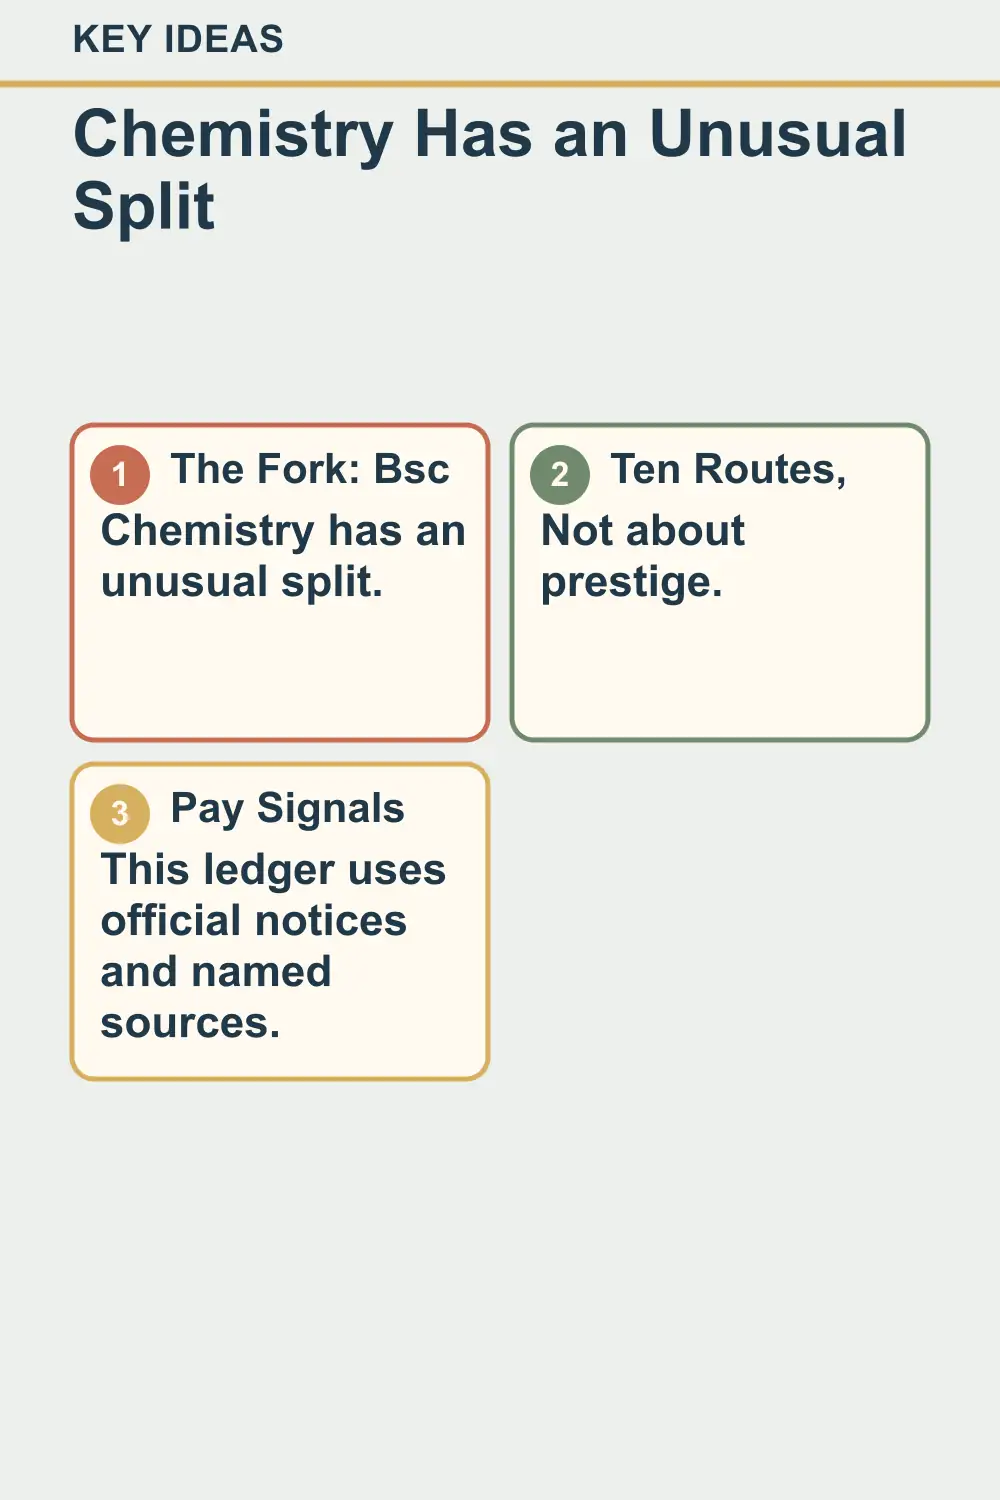 KEY IDEAS
Chemistry Has an Unusual
Split
1 The Fork: Bsc
Chemistry has an
unusual split.
2 Ten Routes,
Not about
prestige.
3 Pay Signals
This ledger uses
official notices
and named
sources.